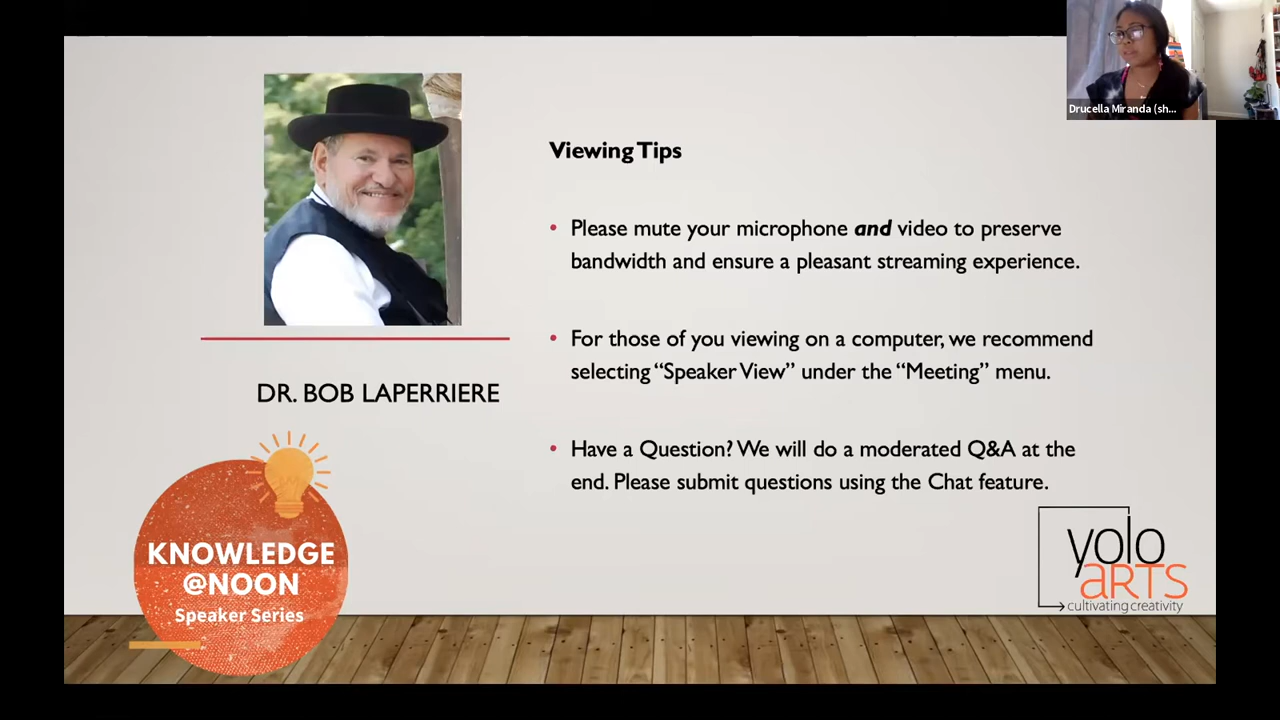 Drucella Miranda (sh...
Viewing Tips
• Please mute your microphone and video to preserve
bandwidth and ensure a pleasant streaming experience.
• For those of you viewing on a computer, we recommend
selecting “Speaker View” under the “Meeting” menu.
• Have a Question? We will do a moderated Q&A at the
end. Please submit questions using the Chat feature.
DR. BOB LAPERRIERE
KNOWLEDGE
@NOON
Speaker Series
yolo
ARTS
cultivating creativity